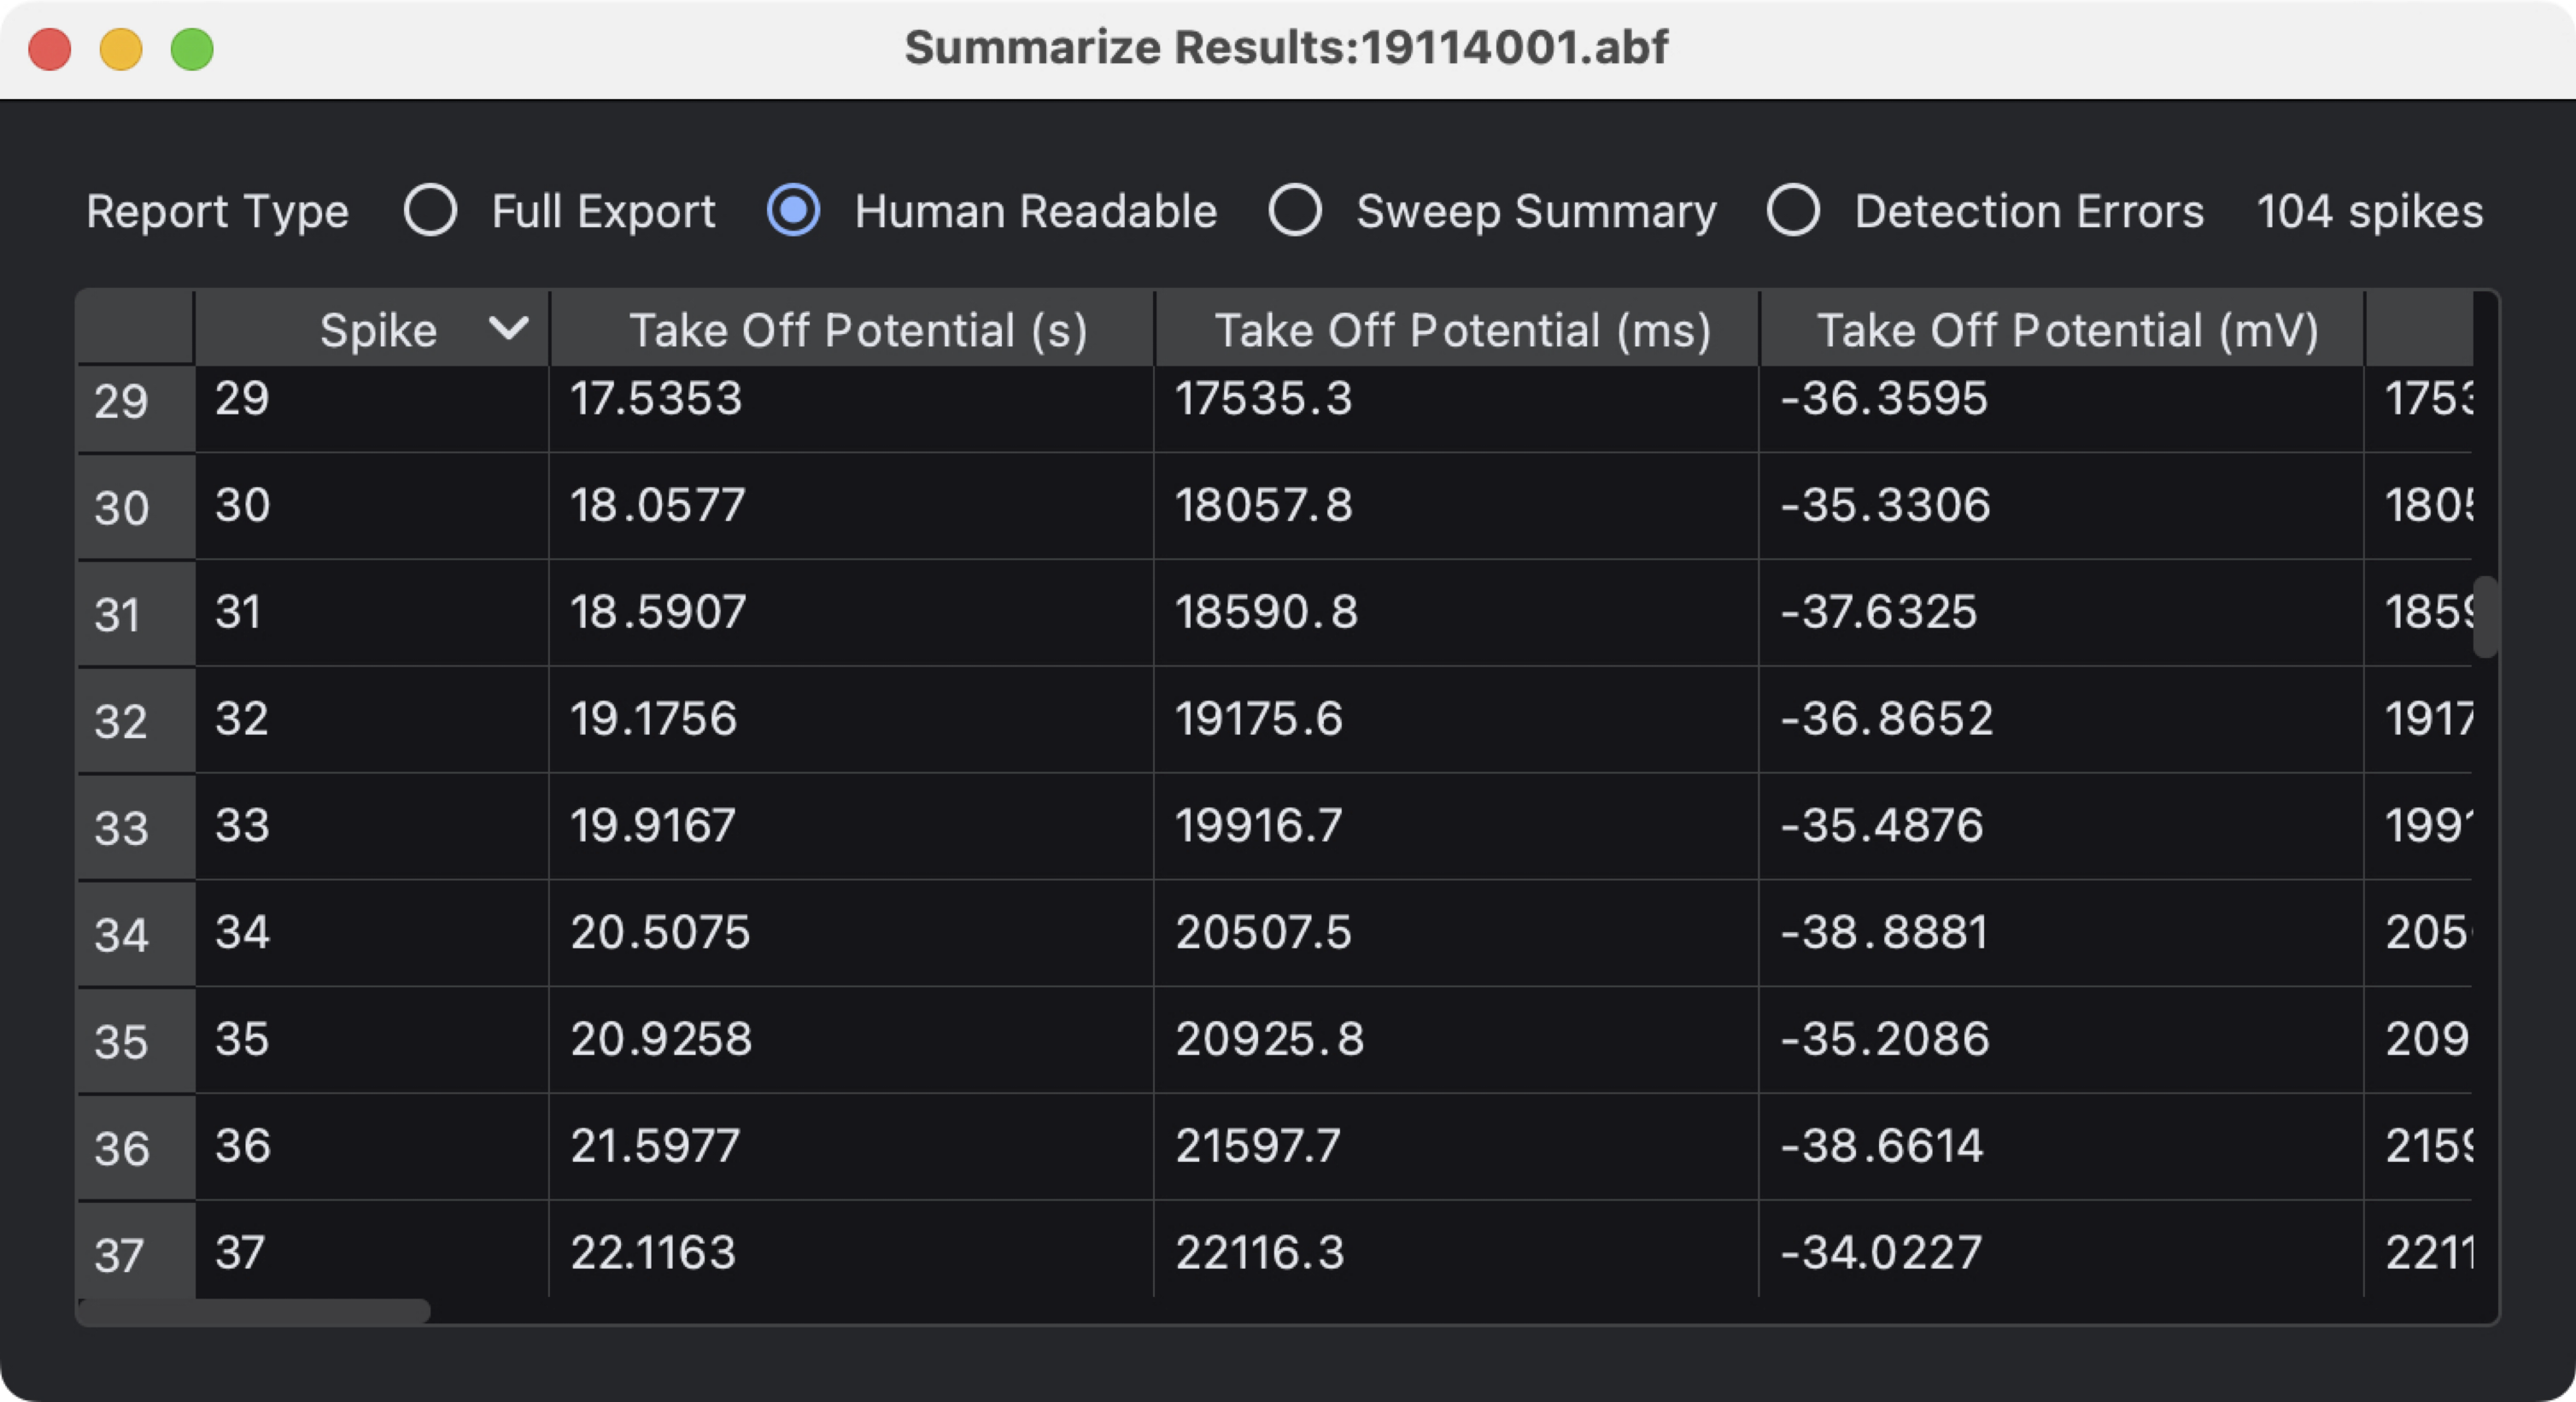 Summarize Results:19114001.abf
Report Type Full Export Human Readable Sweep Summary Detection Errors 104 spikes
Spike Take Off Potential (s) Take Off Potential (ms) Take Off Potential (mV)
29 29 17.5353 17535.3 -36.3595 1753
30 30 18.0577 18057.8 -35.3306 1805
31 31 18.5907 18590.8 -37.6325 1859
32 32 19.1756 19175.6 -36.8652 1917
33 33 19.9167 19916.7 -35.4876 1991
34 34 20.5075 20507.5 -38.8881 205
35 35 20.9258 20925.8 -35.2086 209
36 36 21.5977 21597.7 -38.6614 2159
37 37 22.1163 22116.3 -34.0227 2211